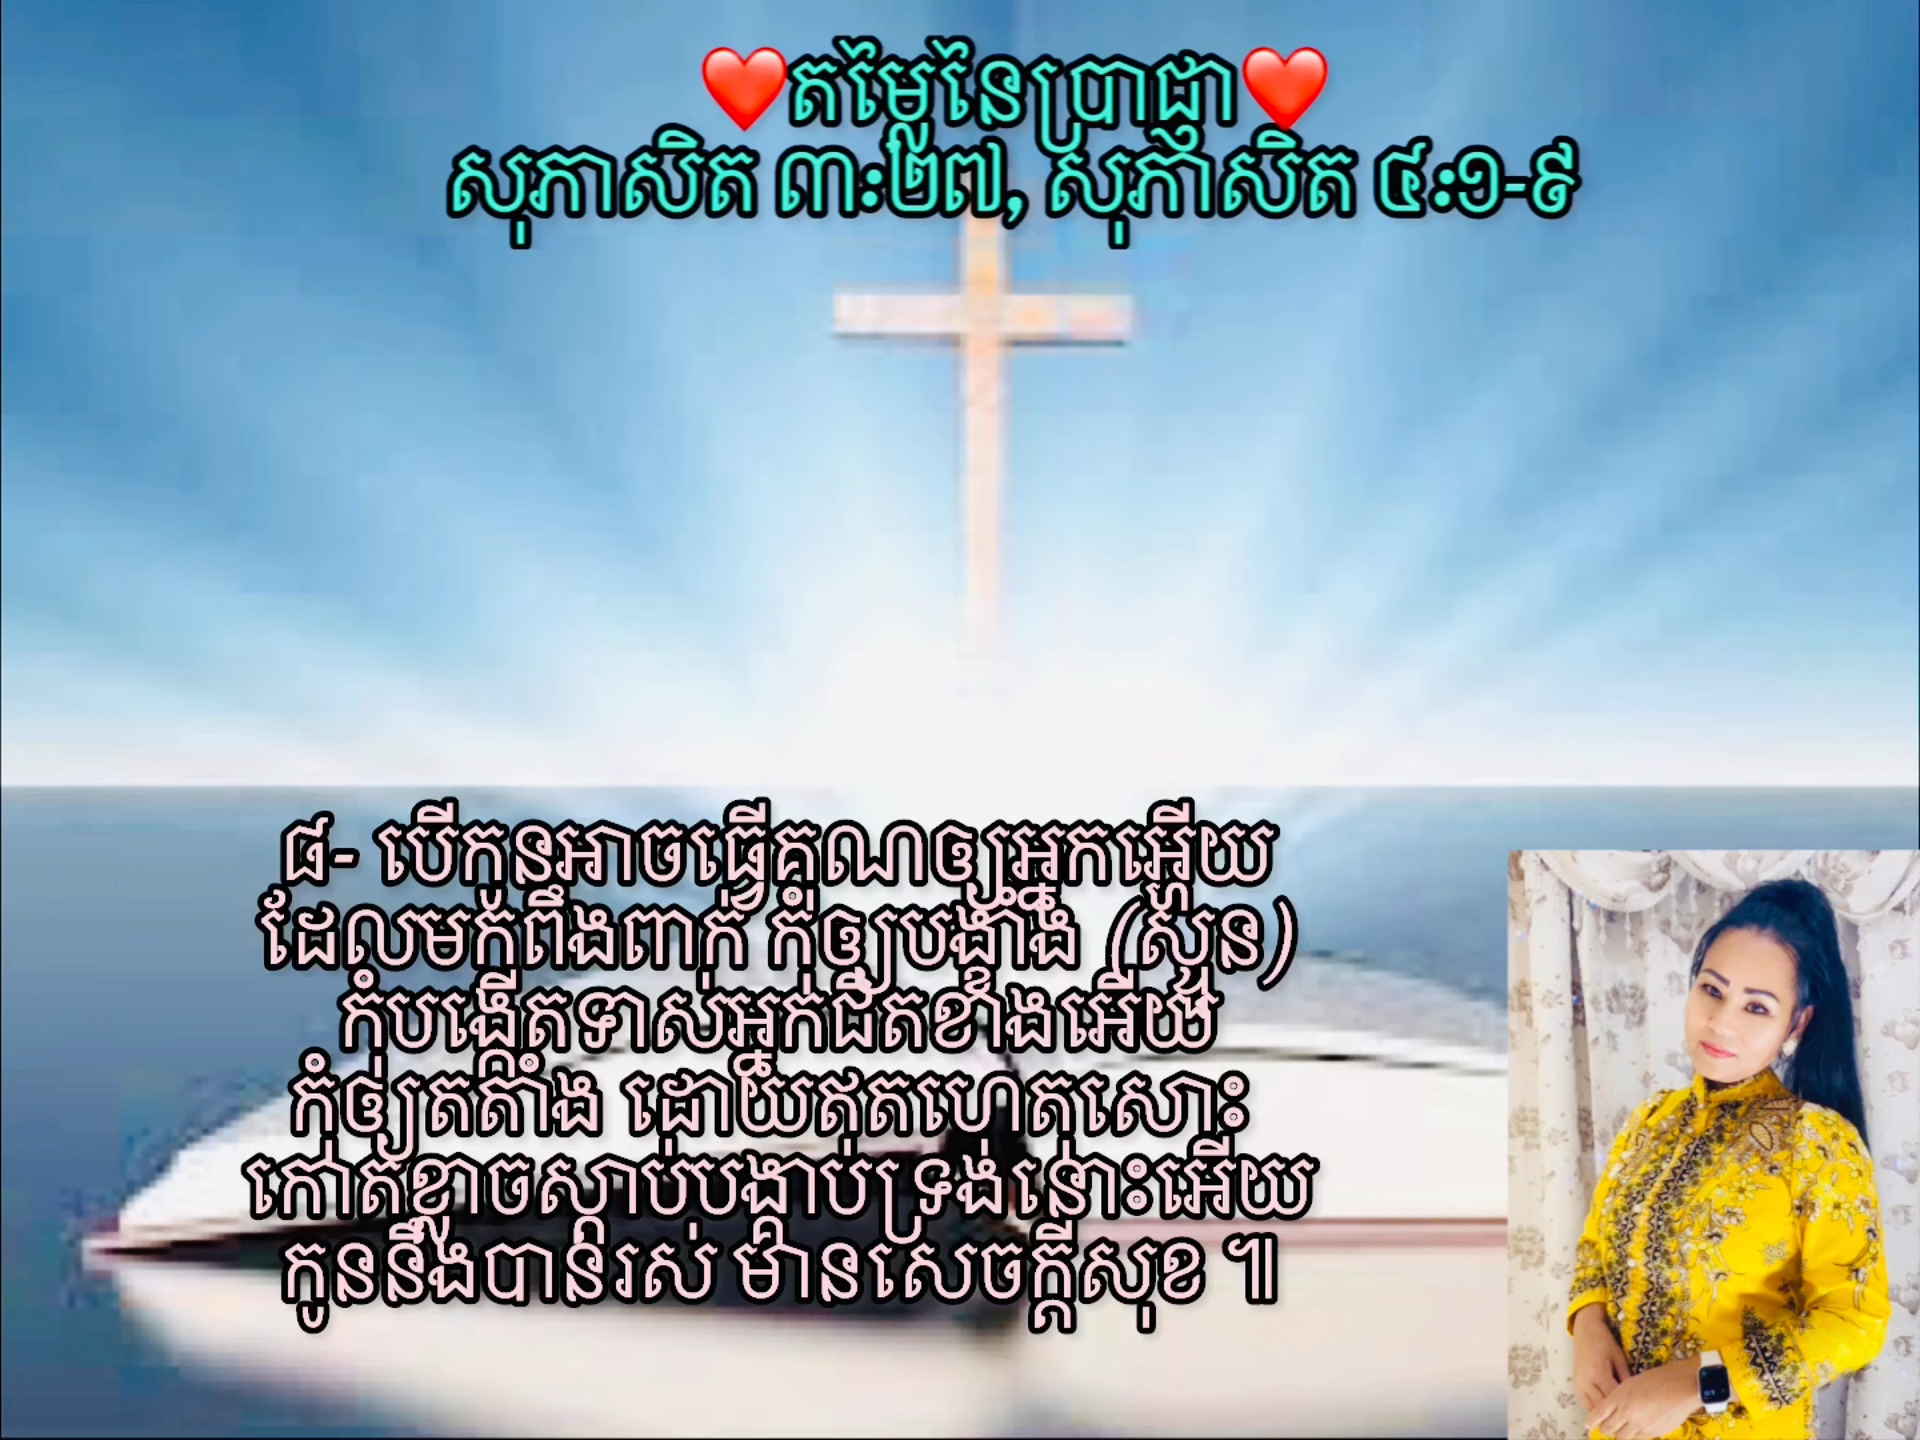 ❤️តម្លៃនៃប្រាជ្ញា❤️
សុភាសិត ៣:២៧, សុភាសិត ៤:១-៩
៨- បើកូនអាចធ្វើគុណឲ្យអ្នកអ្ហើយ
ដែលមកពឹងពាក់ កុំឲ្យបង្ខាំង (ស្ងួន)
កុំបង្កើតទាស់អ្នកជិតខាងអើយ
កុំឲ្យតតាំង ដោយឥតហេតុសោះ
កោតខ្លាចស្ដាប់បង្គាប់ទ្រង់នោះអើយ
កូននឹងបានរស់ មានសេចក្ដីសុខ ៕